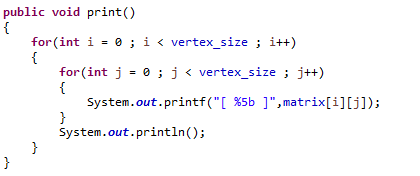 public void print()
{
    for(int i = 0 ; i < vertex_size ; i++)
    {
        for(int j = 0 ; j < vertex_size ; j++)
        {
            System.out.printf("[ %5b ]",matrix[i][j]);
        }
        System.out.println();
    }
}